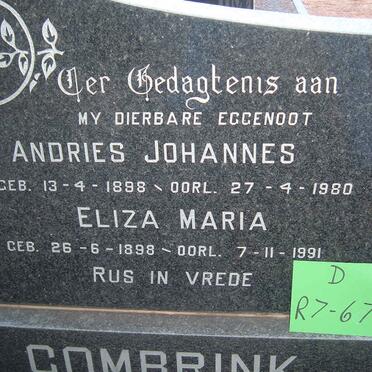 Ter Gedagtenis aan
MY DIERBARE EGGENOOT
ANDRIES JOHANNES
GEB. 13-4-1898 \ OORL. 27-4-1980
ELIZA MARIA
GEB. 26-6-1898 \ OORL. 7-11-1991
RUS IN VREDE
D
R7-67
COMBRINK